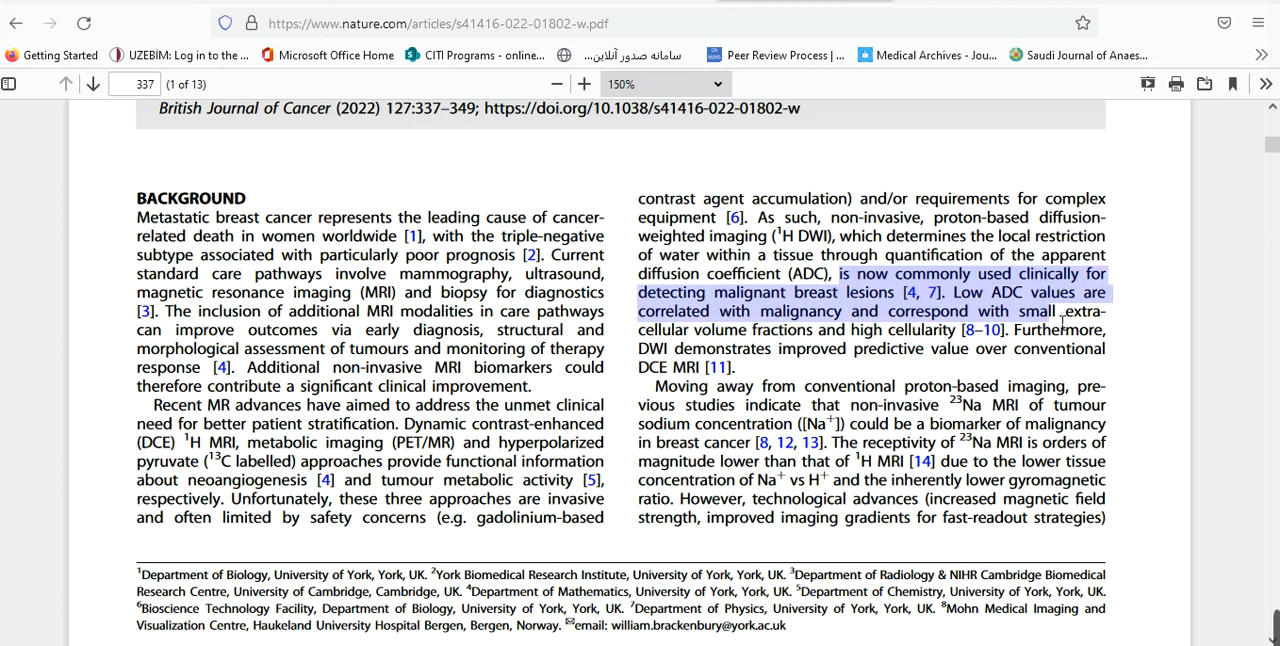 https://www.nature.com/articles/s41416-022-01802-w.pdf
Getting Started
UZEBİM: Log in to the ...
Microsoft Office Home
CITI Programs - online...
سامانه صدور آنلاین...
Peer Review Process | ...
Medical Archives - Low...
Saudi Journal of Anaes...
337
(1 of 13)
150%
British Journal of Cancer (2022) 127:337–349; https://doi.org/10.1038/s41416-022-01802-w
BACKGROUND
Metastatic breast cancer represents the leading cause of cancer-
related death in women worldwide [1], with the triple-negative
subtype associated with particularly poor prognosis [2]. Current
standard care pathways involve mammography, ultrasound,
magnetic resonance imaging (MRI) and biopsy for diagnostics
[3]. The inclusion of additional MRI modalities in care pathways
can improve outcomes via early diagnosis, structural and
morphological assessment of tumours and monitoring of therapy
response [4]. Additional non-invasive MRI biomarkers could
therefore contribute a significant clinical improvement.
Recent MR advances have aimed to address the unmet clinical
need for better patient stratification. Dynamic contrast-enhanced
(DCE) ¹H MRI, metabolic imaging (PET/MR) and hyperpolarized
pyruvate (¹³C labelled) approaches provide functional information
about neoangiogenesis [4] and tumour metabolic activity [5],
respectively. Unfortunately, these three approaches are invasive
and often limited by safety concerns (e.g. gadolinium-based
contrast agent accumulation) and/or requirements for complex
equipment [6]. As such, non-invasive, proton-based diffusion-
weighted imaging (¹H DWI), which determines the local restriction
of water within a tissue through quantification of the apparent
diffusion coefficient (ADC), is now commonly used clinically for
detecting malignant breast lesions [4, 7]. Low ADC values are
correlated with malignancy and correspond with small extra-
cellular volume fractions and high cellularity [8–10]. Furthermore,
DWI demonstrates improved predictive value over conventional
DCE MRI [11].
Moving away from conventional proton-based imaging, pre-
vious studies indicate that non-invasive ²³Na MRI of tumour
sodium concentration ([Na⁺]) could be a biomarker of malignancy
in breast cancer [8, 12, 13]. The receptivity of ²³Na MRI is orders of
magnitude lower than that of ¹H MRI [14] due to the lower tissue
concentration of Na⁺ vs H⁺ and the inherently lower gyromagnetic
ratio. However, technological advances (increased magnetic field
strength, improved imaging gradients for fast-readout strategies)
¹Department of Biology, University of York, York, UK. ²York Biomedical Research Institute, University of York, York, UK. ³Department of Radiology & NIHR Cambridge Biomedical
Research Centre, University of Cambridge, Cambridge, UK. ⁴Department of Mathematics, University of York, York, UK. ⁵Department of Chemistry, University of York, York, UK.
⁶Bioscience Technology Facility, Department of Biology, University of York, York, UK. ⁷Department of Physics, University of York, York, UK. ⁸Mohn Medical Imaging and
Visualization Centre, Haukeland University Hospital Bergen, Bergen, Norway. ✉email: william.brackenbury@york.ac.uk